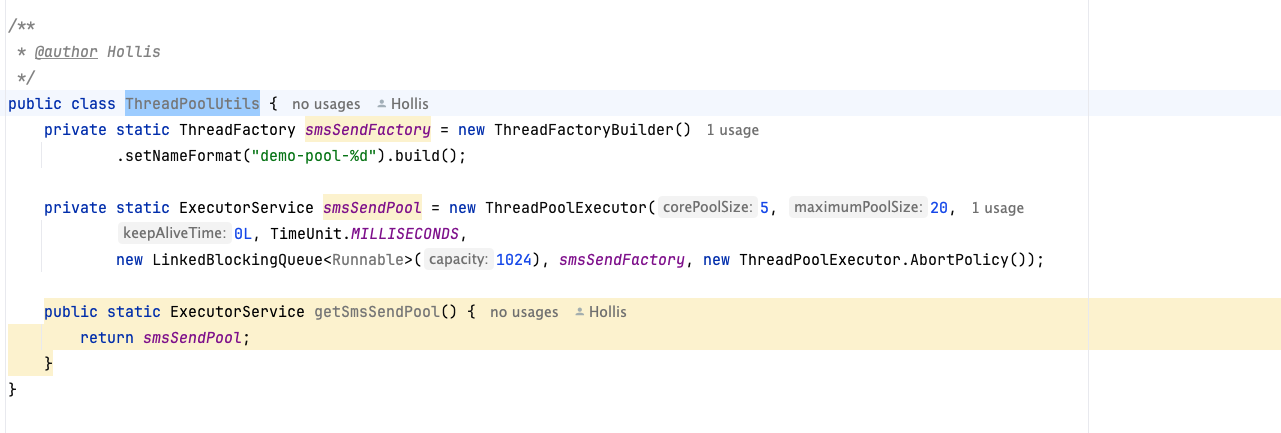 /**
 * @author Hollis
 */
public class ThreadPoolUtils { no usages Hollis
    private static ThreadFactory smsSendFactory = new ThreadFactoryBuilder() 1 usage
            .setNameFormat("demo-pool-%d").build();
    private static ExecutorService smsSendPool = new ThreadPoolExecutor( corePoolSize: 5, maximumPoolSize: 20, 1 usage
            keepAliveTime: 0L, TimeUnit.MILLISECONDS,
            new LinkedBlockingQueue<Runnable>( capacity: 1024), smsSendFactory, new ThreadPoolExecutor.AbortPolicy());
    public static ExecutorService getSmsSendPool() { no usages Hollis
        return smsSendPool;
    }
}